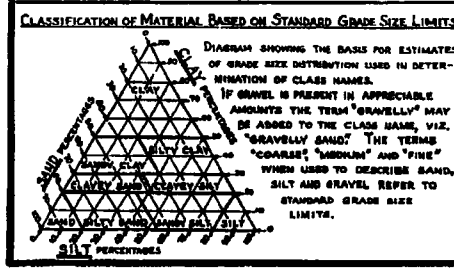 CLASSIFICATION OF MATERIAL BASED ON STANDARD GRADE SIZE LIMITS
DIAGRAM SHOWING THE BASIS FOR ESTIMATES
OF GRADE SIZE DISTRIBUTION USED IN DETER-
MINATION OF CLASS NAMES.
IF GRAVEL IS PRESENT IN APPRECIABLE
AMOUNTS THE TERM "GRAVELLY" MAY
BE ADDED TO THE CLASS NAME, VIZ.
"GRAVELLY SAND." THE TERMS
"COARSE", "MEDIUM" AND "FINE"
WHEN USED TO DESCRIBE SAND,
SILT AND GRAVEL REFER TO
STANDARD GRADE SIZE
LIMITS.
CLAY PERCENTAGES
SAND PERCENTAGES
CLAY
SILTY CLAY
SANDY CLAY
CLAYEY SAND CLAYEY SILT
SAND SILTY SAND SANDY SILT SILT
SILT PERCENTAGES